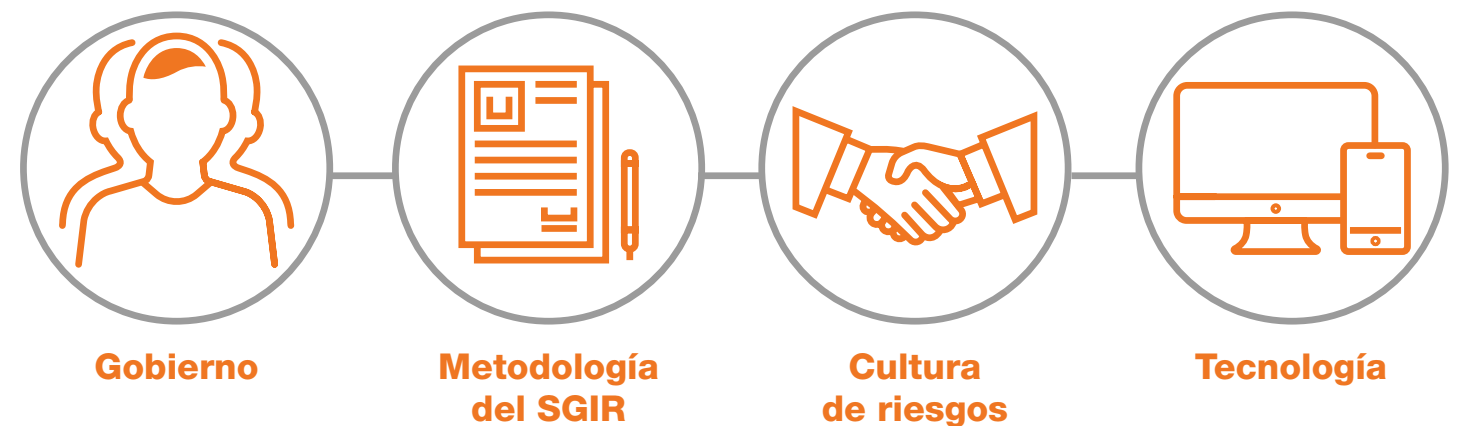 Gobierno
Metodología
del SGIR
Cultura
de riesgos
Tecnología